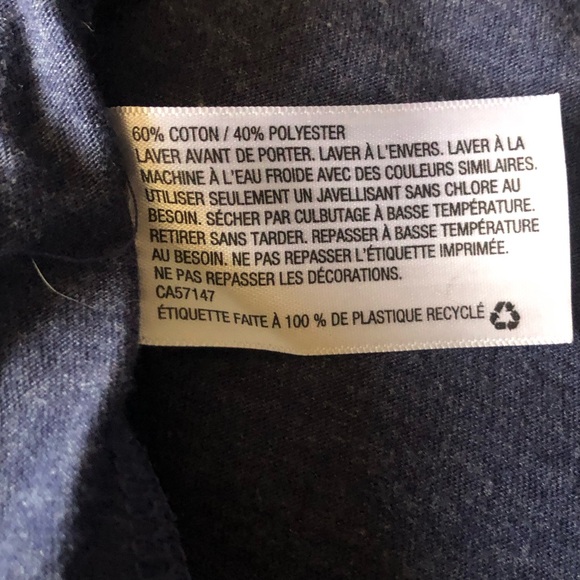 60% COTON / 40% POLYESTER
LAVER AVANT DE PORTER. LAVER À L'ENVERS. LAVER À LA
MACHINE À L'EAU FROIDE AVEC DES COULEURS SIMILAIRES.
UTILISER SEULEMENT UN JAVELLISANT SANS CHLORE AU
BESOIN. SÉCHER PAR CULBUTAGE À BASSE TEMPÉRATURE.
RETIRER SANS TARDER. REPASSER À BASSE TEMPÉRATURE
AU BESOIN. NE PAS REPASSER L'ÉTIQUETTE IMPRIMÉE.
NE PAS REPASSER LES DÉCORATIONS.
CA57147
ÉTIQUETTE FAITE À 100 % DE PLASTIQUE RECYCLÉ